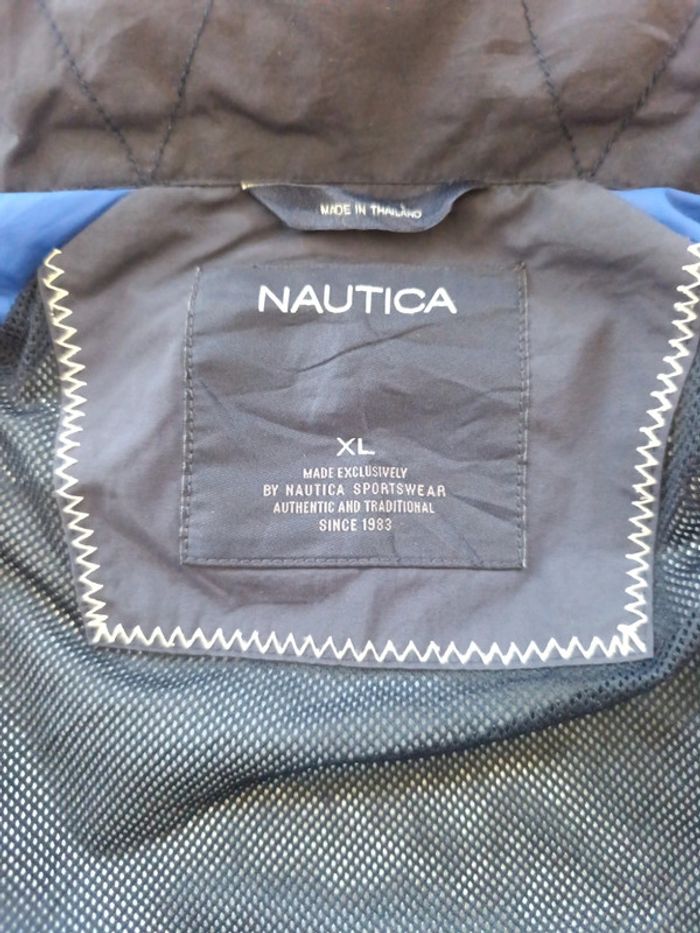 MADE IN THAILAND
NAUTICA
XL
MADE EXCLUSIVELY
BY NAUTICA SPORTSWEAR
AUTHENTIC AND TRADITIONAL
SINCE 1983